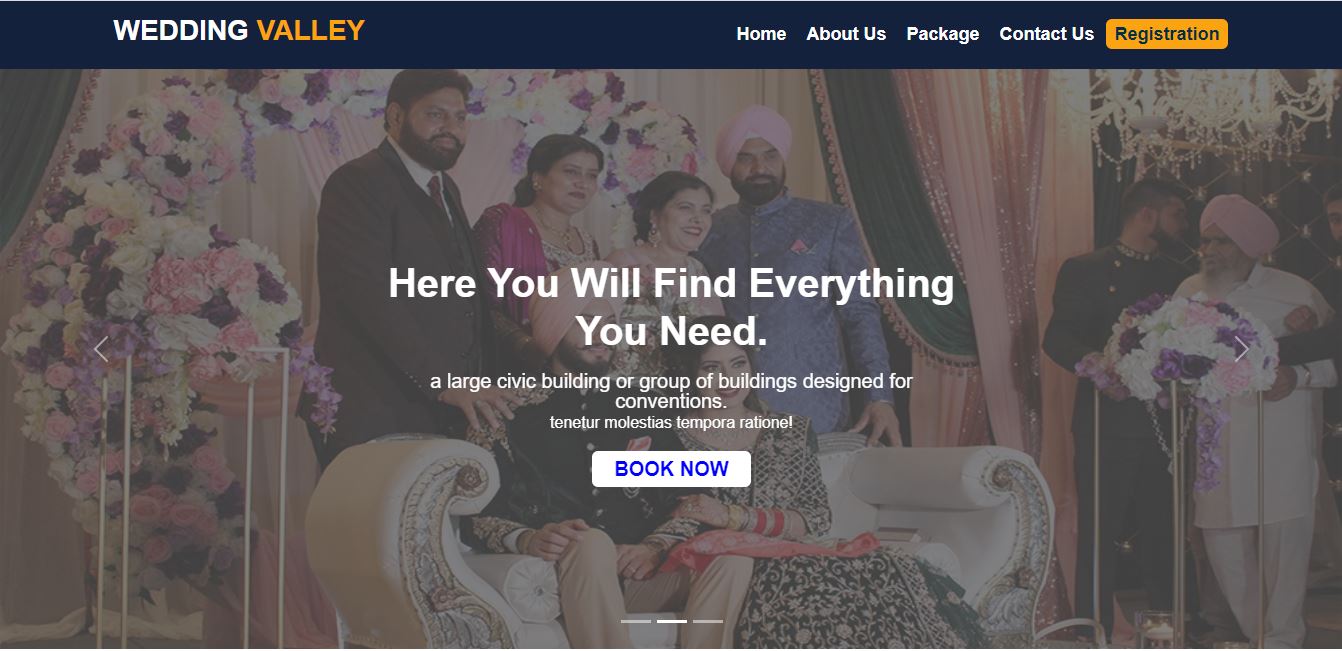 WEDDING VALLEY
Home About Us Package Contact Us Registration
Here You Will Find Everything
You Need.
a large civic building or group of buildings designed for
conventions.
tenetur molestias tempora ratione!
BOOK NOW